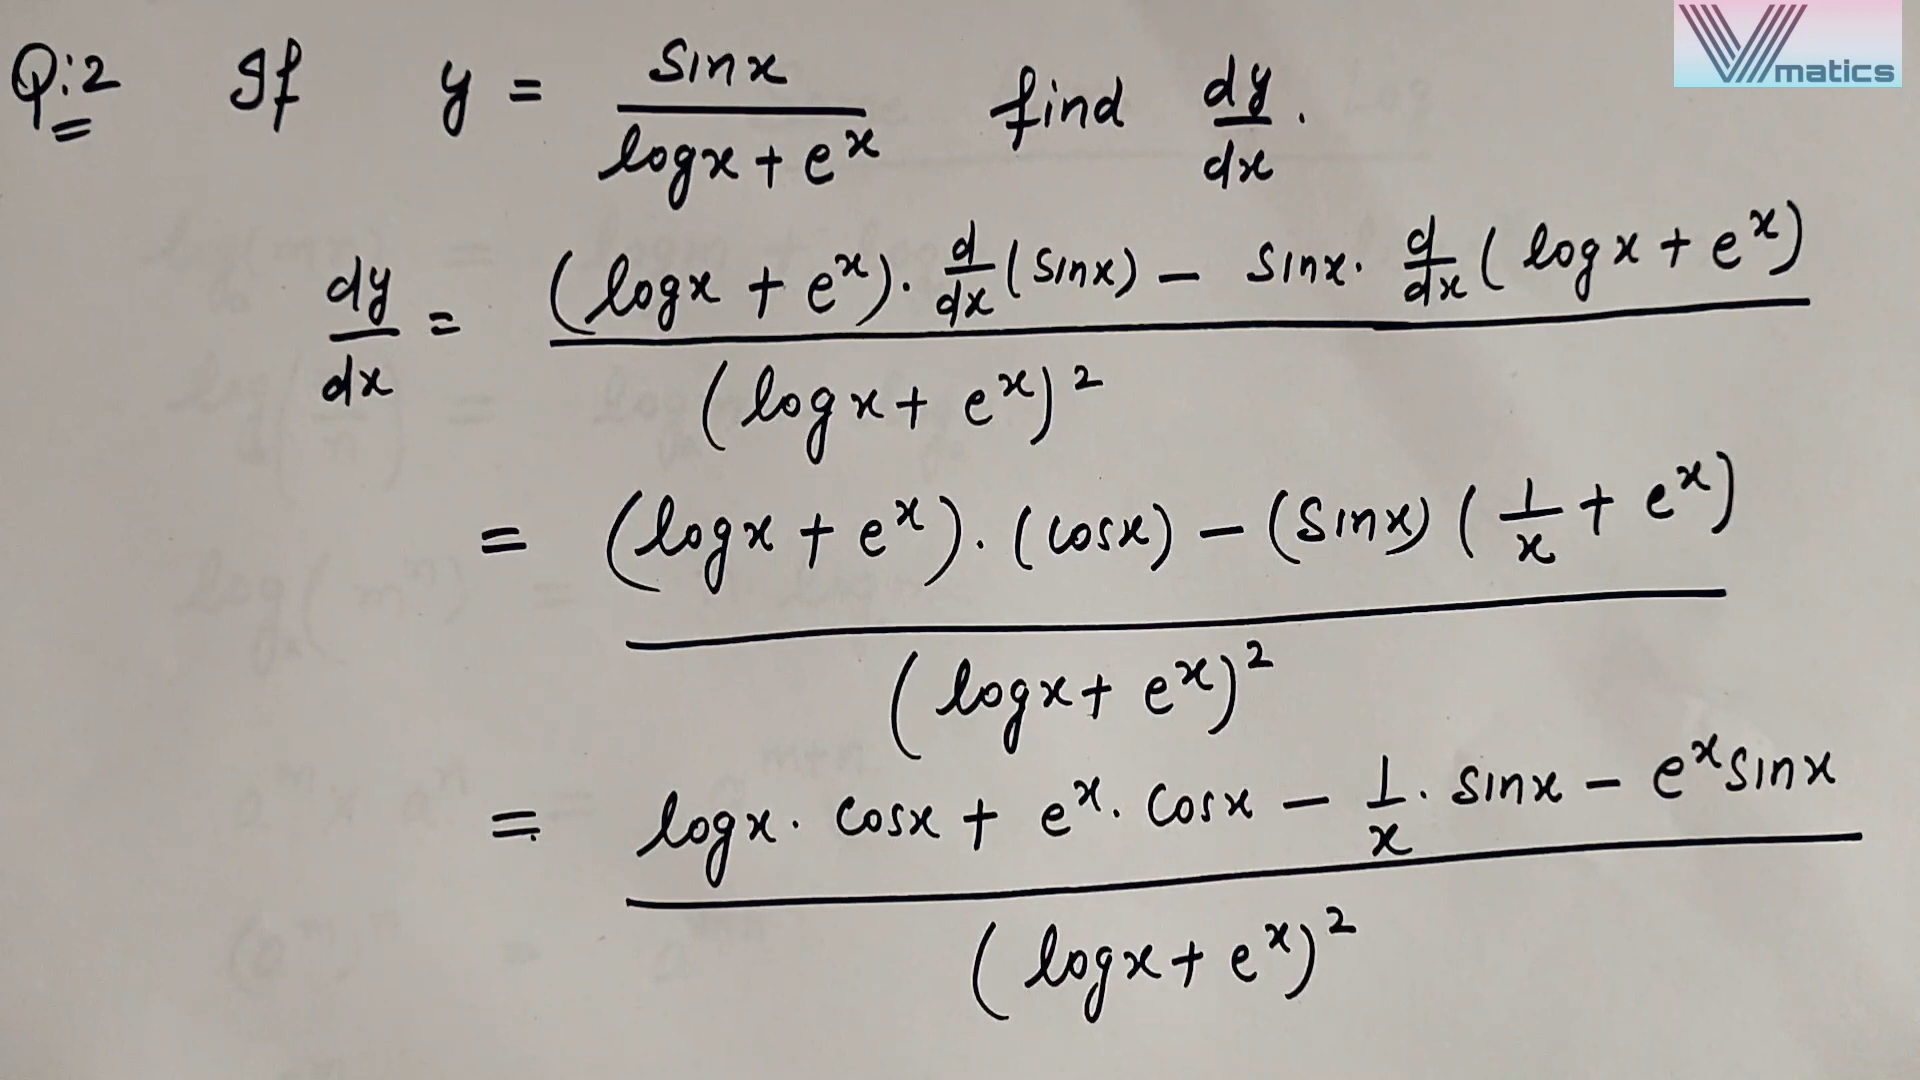 Vmatics
Q:2 If y = sinx / (logx + e^x) find dy/dx.
dy/dx = ((logx + e^x) · d/dx (sinx) − sinx · d/dx (logx + e^x)) / (logx + e^x)²
= ((logx + e^x) · (cosx) − (sinx) (1/x + e^x)) / (logx + e^x)²
= (logx · cosx + e^x · cosx − 1/x · sinx − e^x sinx) / (logx + e^x)²